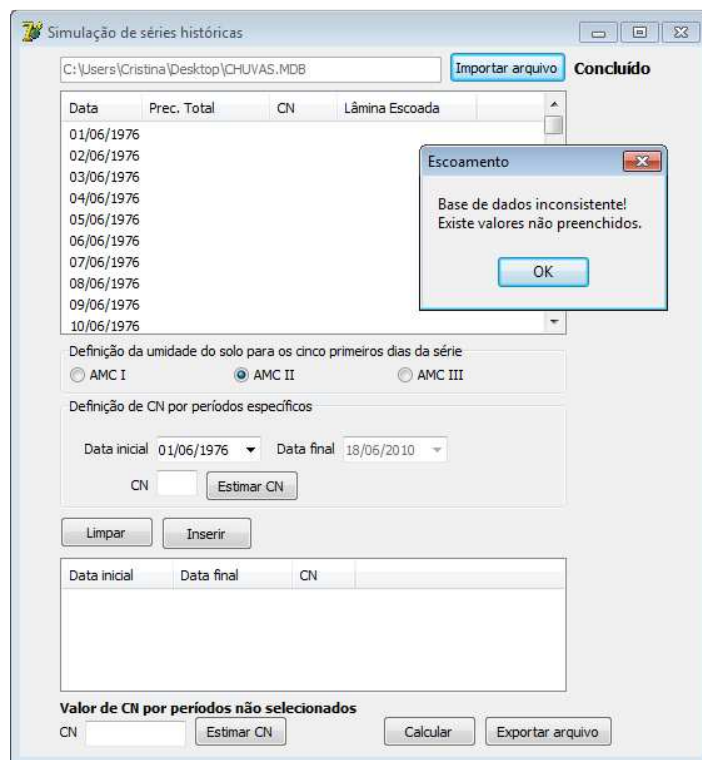 Simulação de séries históricas
C:\Users\Cristina\Desktop\CHUVAS.MDB Importar arquivo Concluído
Data Prec. Total CN Lâmina Escoada
01/06/1976
02/06/1976
03/06/1976
04/06/1976
05/06/1976
06/06/1976
07/06/1976
08/06/1976
09/06/1976
10/06/1976
Escoamento
Base de dados inconsistente!
Existe valores não preenchidos.
OK
Definição da umidade do solo para os cinco primeiros dias da série
AMC I AMC II AMC III
Definição de CN por períodos específicos
Data inicial 01/06/1976 Data final 18/06/2010
CN Estimar CN
Limpar Inserir
Data inicial Data final CN
Valor de CN por períodos não selecionados
CN Estimar CN Calcular Exportar arquivo